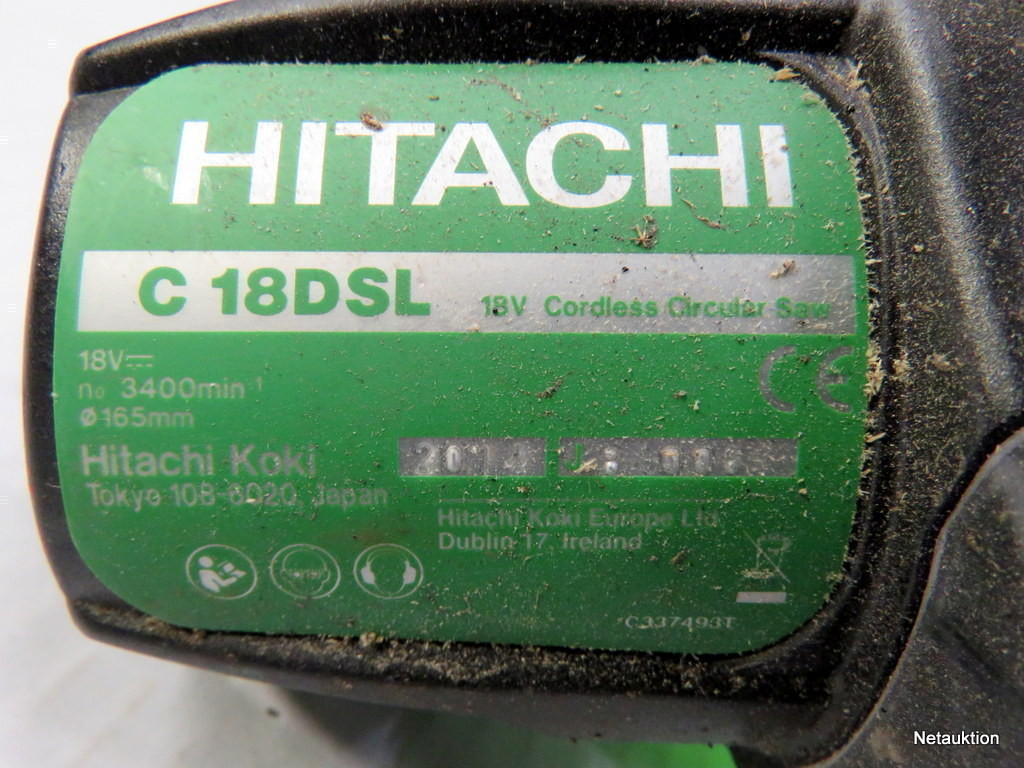 HITACHI
C 18DSL 18V Cordless Circular Saw
18V
n₀ 3400min⁻¹
ø165mm
CE
Hitachi Koki
Tokyo 108-6020, Japan
Hitachi Koki Europe Ltd.
Dublin 17, Ireland
C337493T
Netauktion